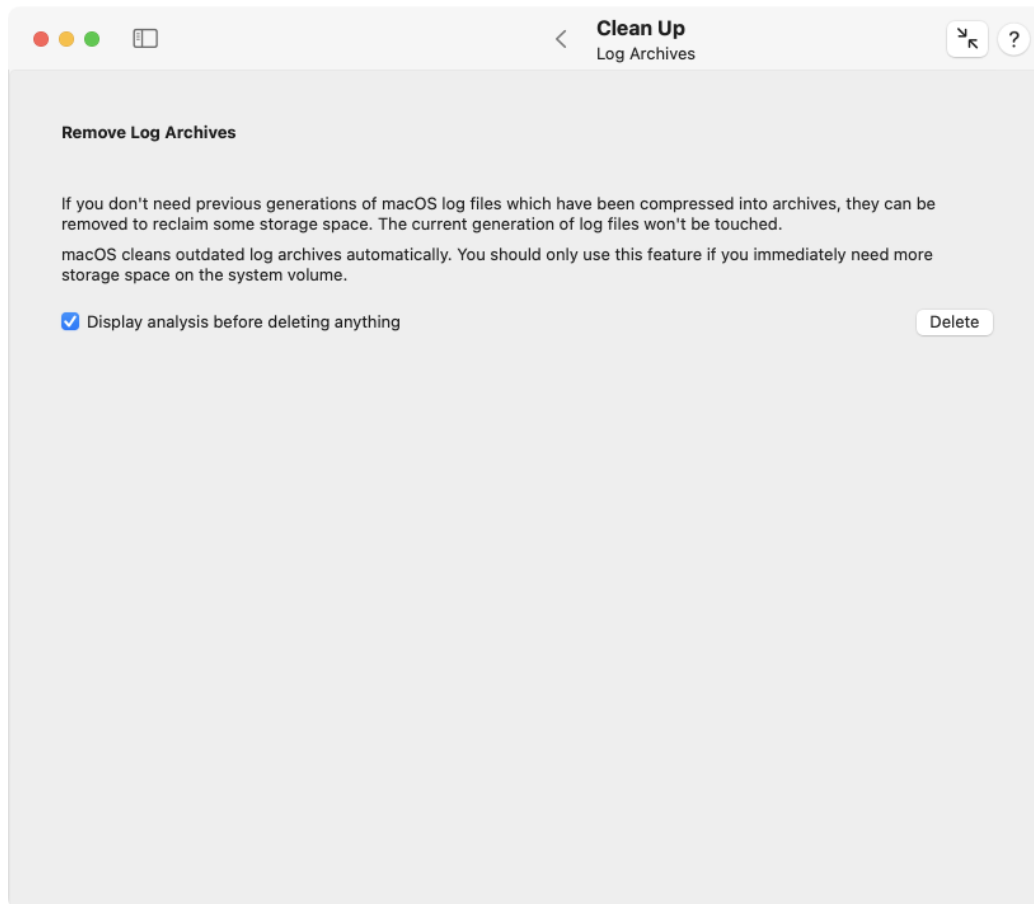 Clean Up
Log Archives
?
Remove Log Archives
If you don't need previous generations of macOS log files which have been compressed into archives, they can be
removed to reclaim some storage space. The current generation of log files won't be touched.
macOS cleans outdated log archives automatically. You should only use this feature if you immediately need more
storage space on the system volume.
Display analysis before deleting anything
Delete